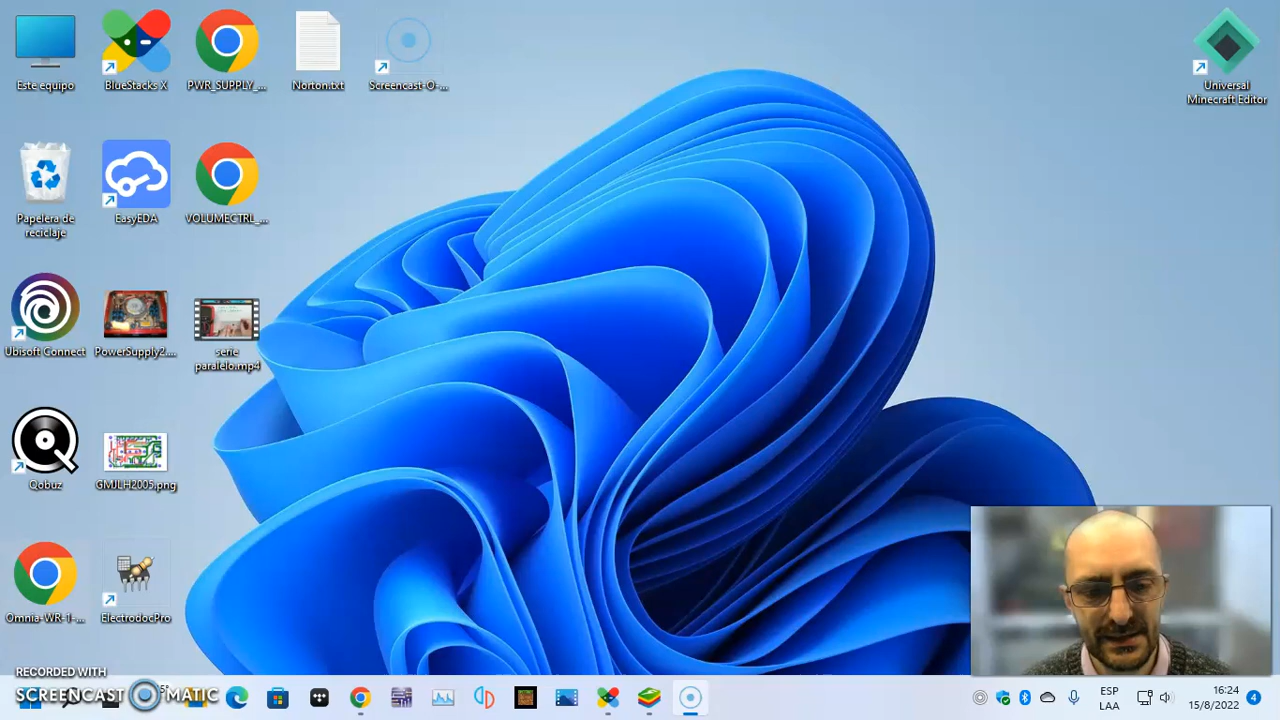 Este equipo
BlueStacks X
PWR_SUPPLY_...
Norton.txt
Screencast-O-...
Universal
Minecraft Editor
Papelera de
reciclaje
EasyEDA
VOLUMECTRL_...
Ubisoft Connect
PowerSupply2....
serie
paralelo.mp4
Qobuz
GMJLH2005.png
Omnia-WR-1-...
ElectrodocPro
RECORDED WITH
SCREENCAST MATIC
ESP
LAA
15/8/2022
4